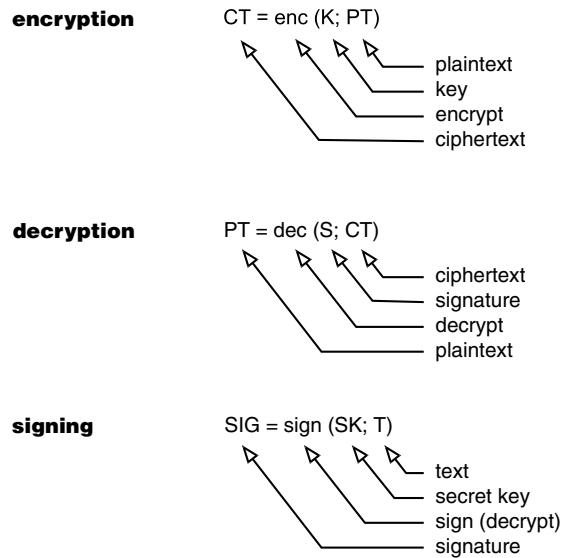 encryption CT = enc (K; PT)
plaintext
key
encrypt
ciphertext
decryption PT = dec (S; CT)
ciphertext
signature
decrypt
plaintext
signing SIG = sign (SK; T)
text
secret key
sign (decrypt)
signature